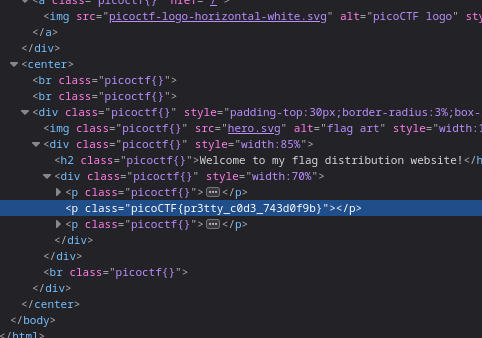 <a class="picoctf{}" href="/">
<img src="picoctf-logo-horizontal-white.svg" alt="picoCTF logo" sty
</a>
</div>
<center>
<br class="picoctf{}">
<br class="picoctf{}">
<div class="picoctf{}" style="padding-top:30px;border-radius:3%;box-
<img class="picoctf{}" src="hero.svg" alt="flag art" style="width:1
<div class="picoctf{}" style="width:85%">
<h2 class="picoctf{}">Welcome to my flag distribution website!</h
<div class="picoctf{}" style="width:70%">
<p class="picoctf{}">⋯</p>
<p class="picoCTF{pr3tty_c0d3_743d0f9b}"></p>
<p class="picoctf{}">⋯</p>
</div>
</div>
<br class="picoctf{}">
</div>
</center>
</body>
</html>